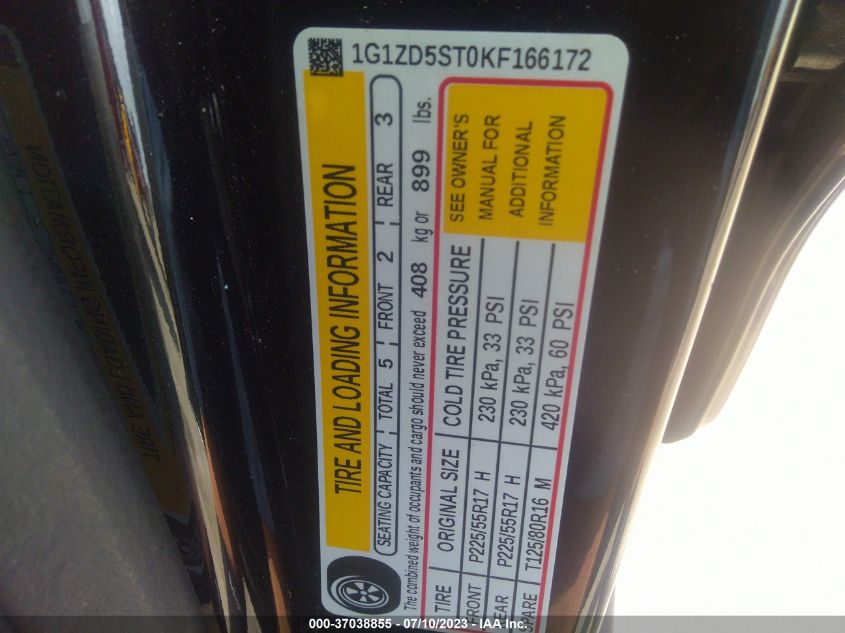 1G1ZD5ST0KF166172
TIRE AND LOADING INFORMATION
SEATING CAPACITY TOTAL 5 FRONT 2 REAR 3
The combined weight of occupants and cargo should never exceed 408 kg or 899 lbs.
TIRE ORIGINAL SIZE COLD TIRE PRESSURE
FRONT P225/55R17 H 230 kPa, 33 PSI
REAR P225/55R17 H 230 kPa, 33 PSI
SPARE T125/80R16 M 420 kPa, 60 PSI
SEE OWNER'S
MANUAL FOR
ADDITIONAL
INFORMATION
000-37038855 - 07/10/2023 - IAA Inc.